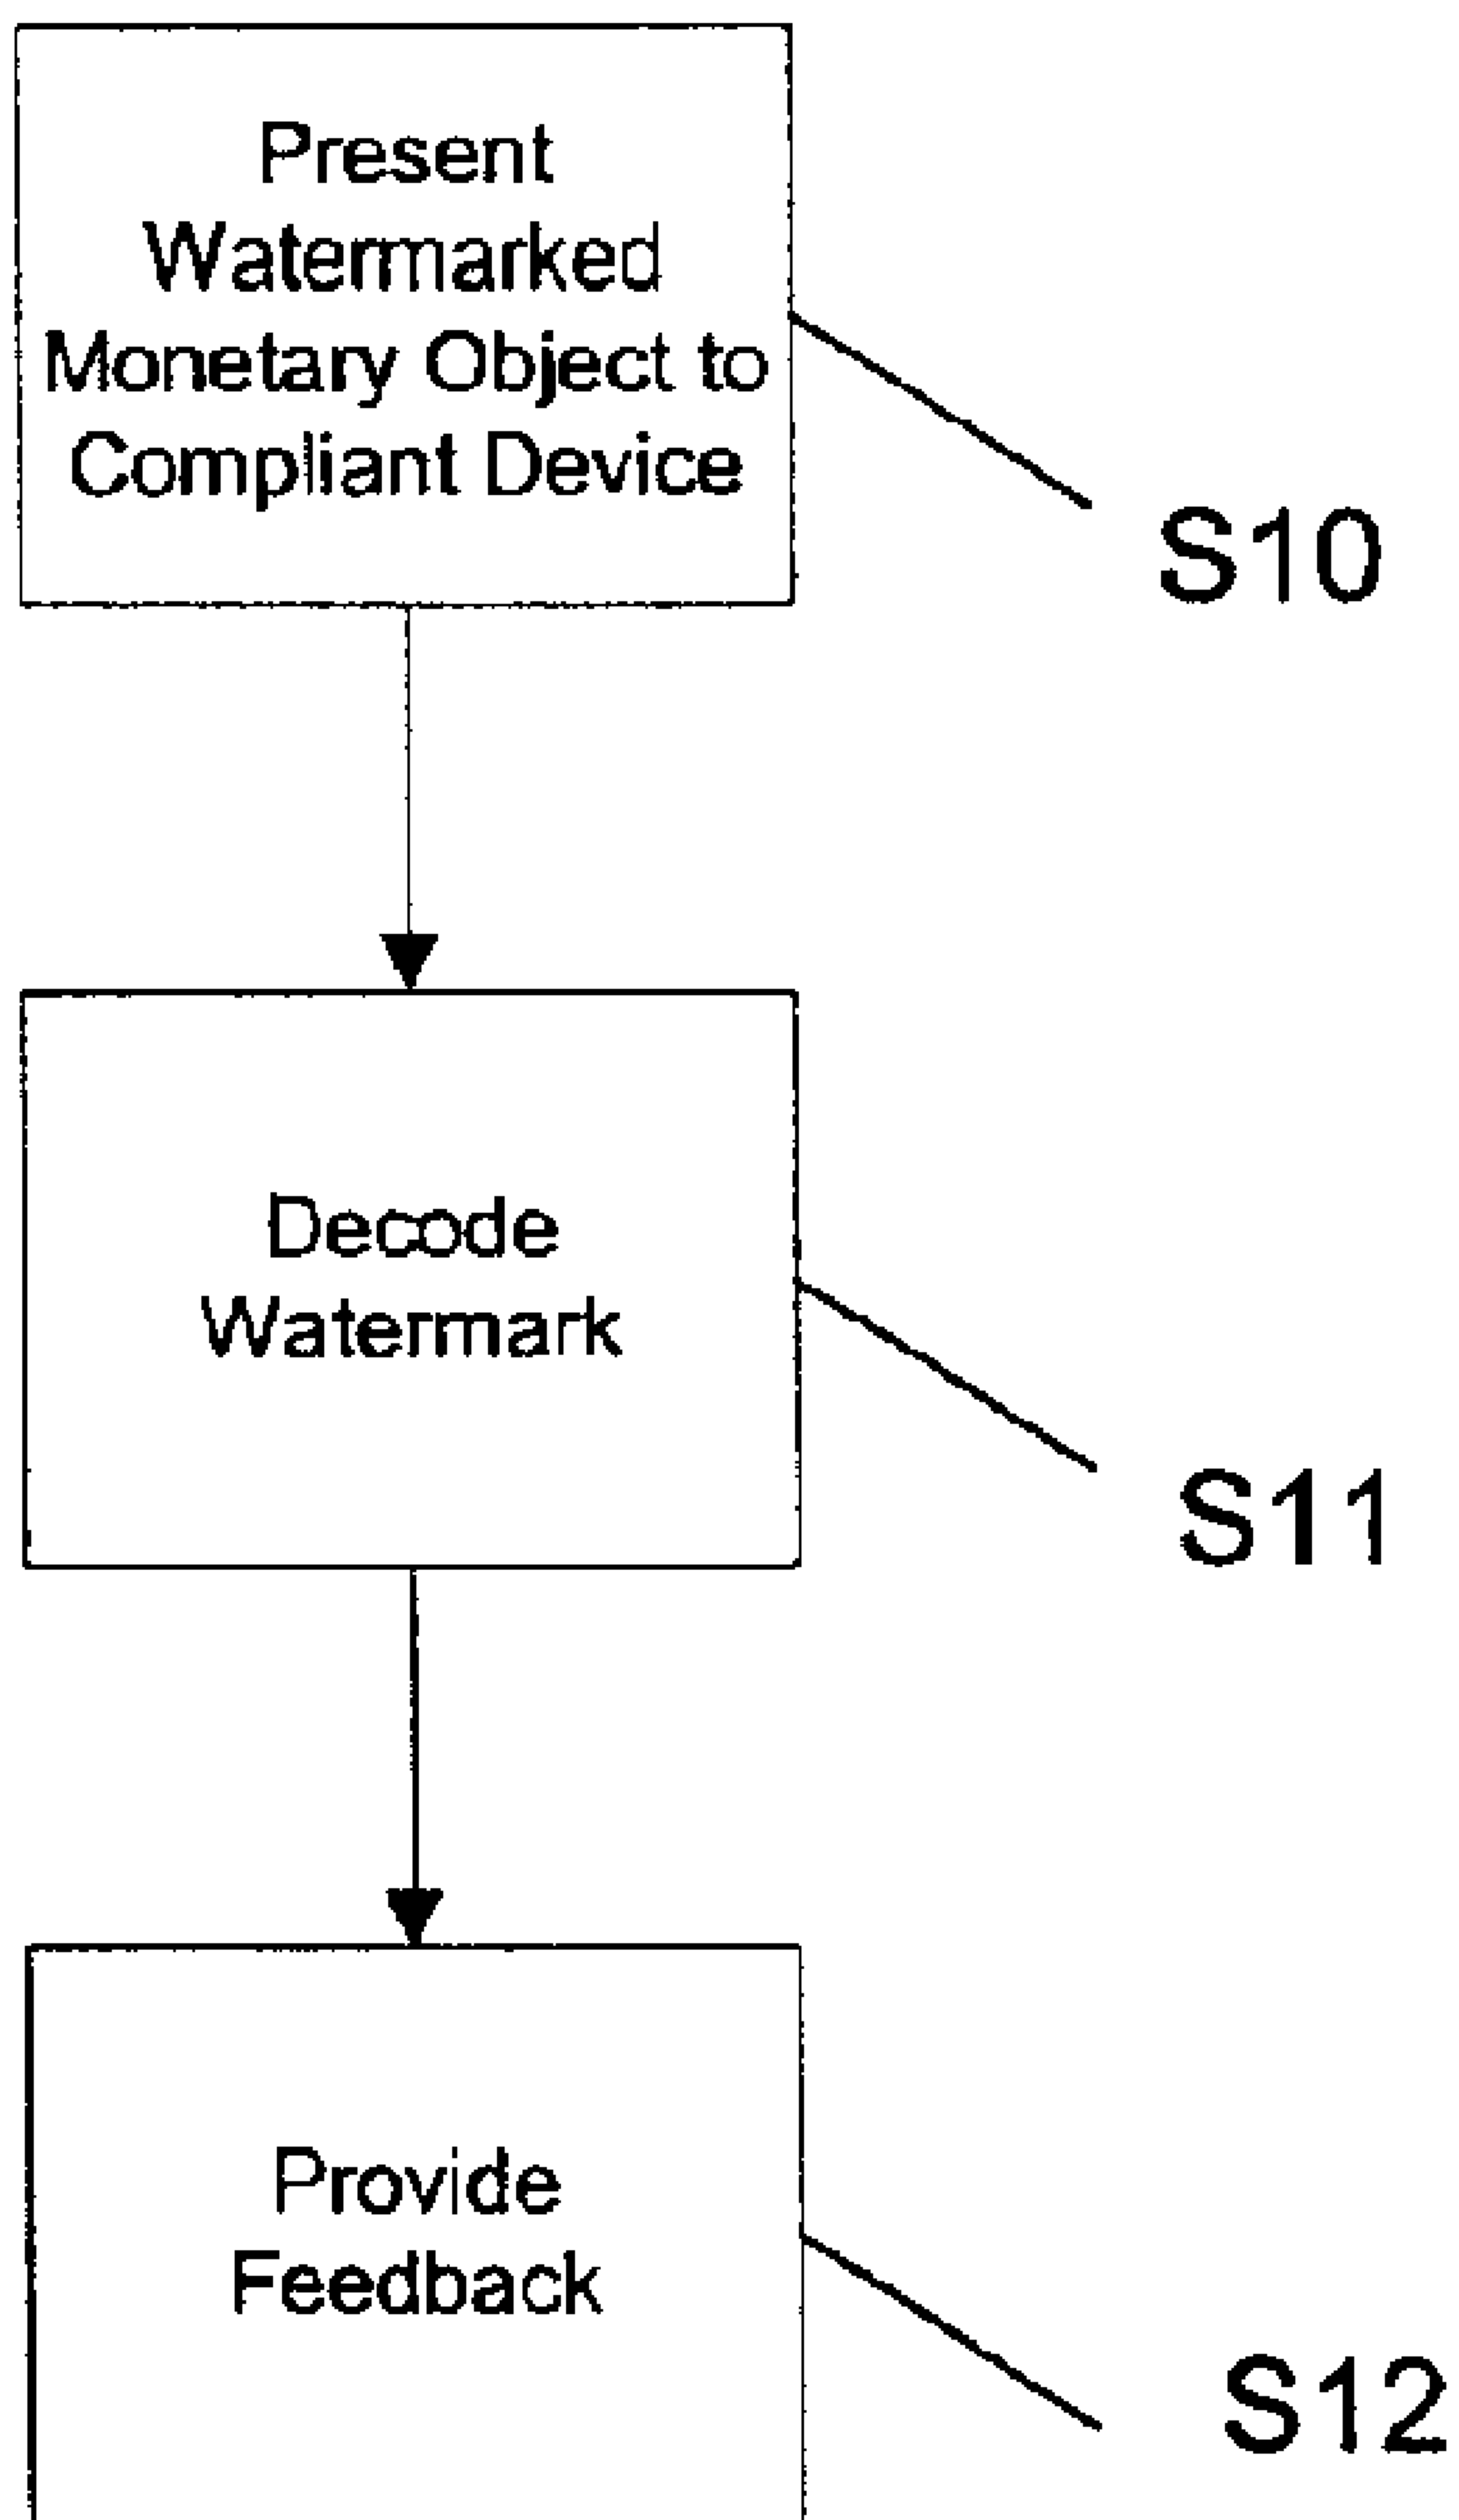 Present
Watermarked
Monetary Object to
Compliant Device
S10
Decode
Watermark
S11
Provide
Feedback
S12